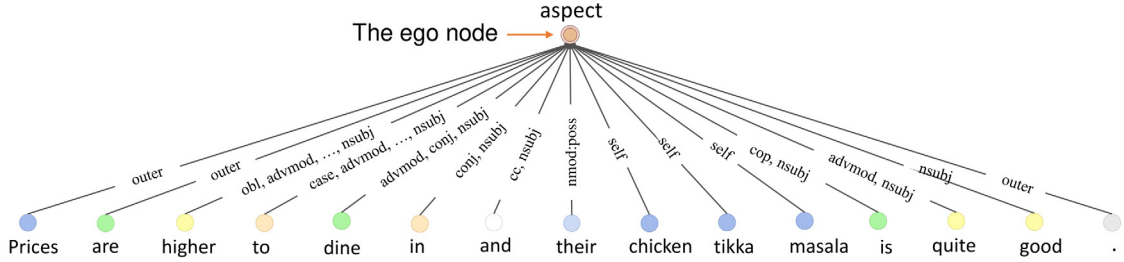 aspect
The ego node
outer
outer
obl, advmod, …, nsubj
case, advmod, …, nsubj
advmod, conj, nsubj
conj, nsubj
cc, nsubj
nmod:poss
self
self
self
cop, nsubj
advmod, nsubj
nsubj
outer
Prices are higher to dine in and their chicken tikka masala is quite good .